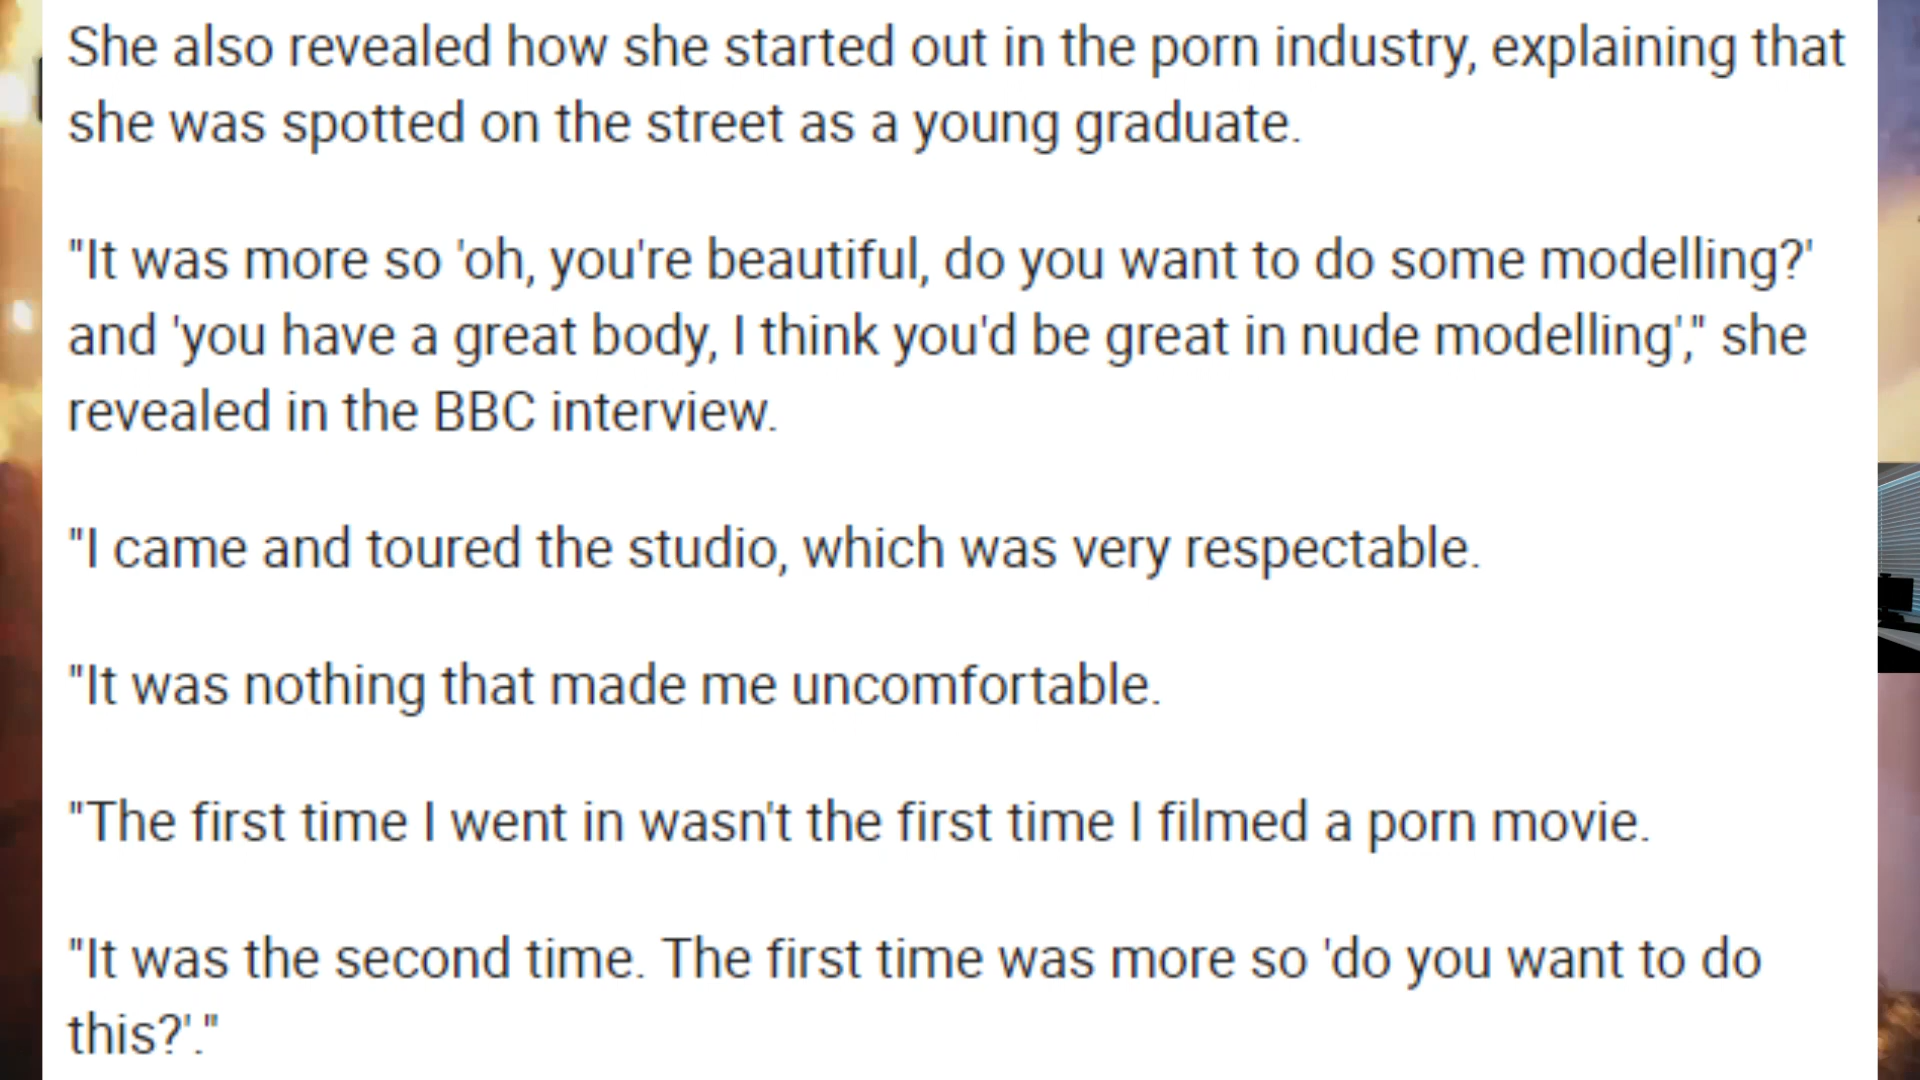 She also revealed how she started out in the porn industry, explaining that
she was spotted on the street as a young graduate.
"It was more so 'oh, you're beautiful, do you want to do some modelling?'
and 'you have a great body, I think you'd be great in nude modelling'," she
revealed in the BBC interview.
"I came and toured the studio, which was very respectable.
"It was nothing that made me uncomfortable.
"The first time I went in wasn't the first time I filmed a porn movie.
"It was the second time. The first time was more so 'do you want to do
this?'."